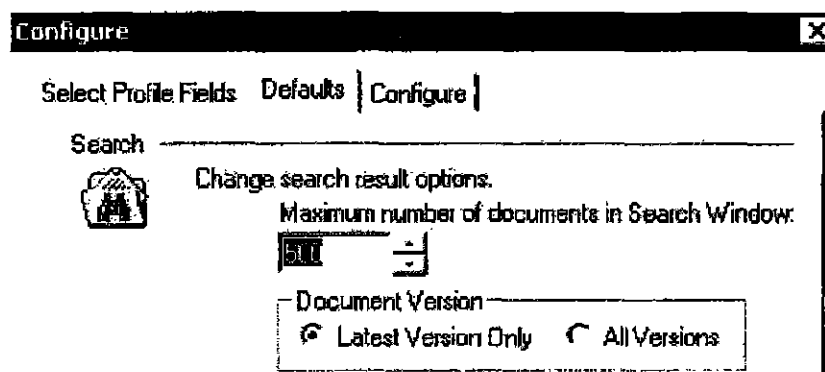 Configure
Select Profile Fields Defaults Configure
Search
Change search result options.
Maximum number of documents in Search Window:
500
Document Version
Latest Version Only All Versions